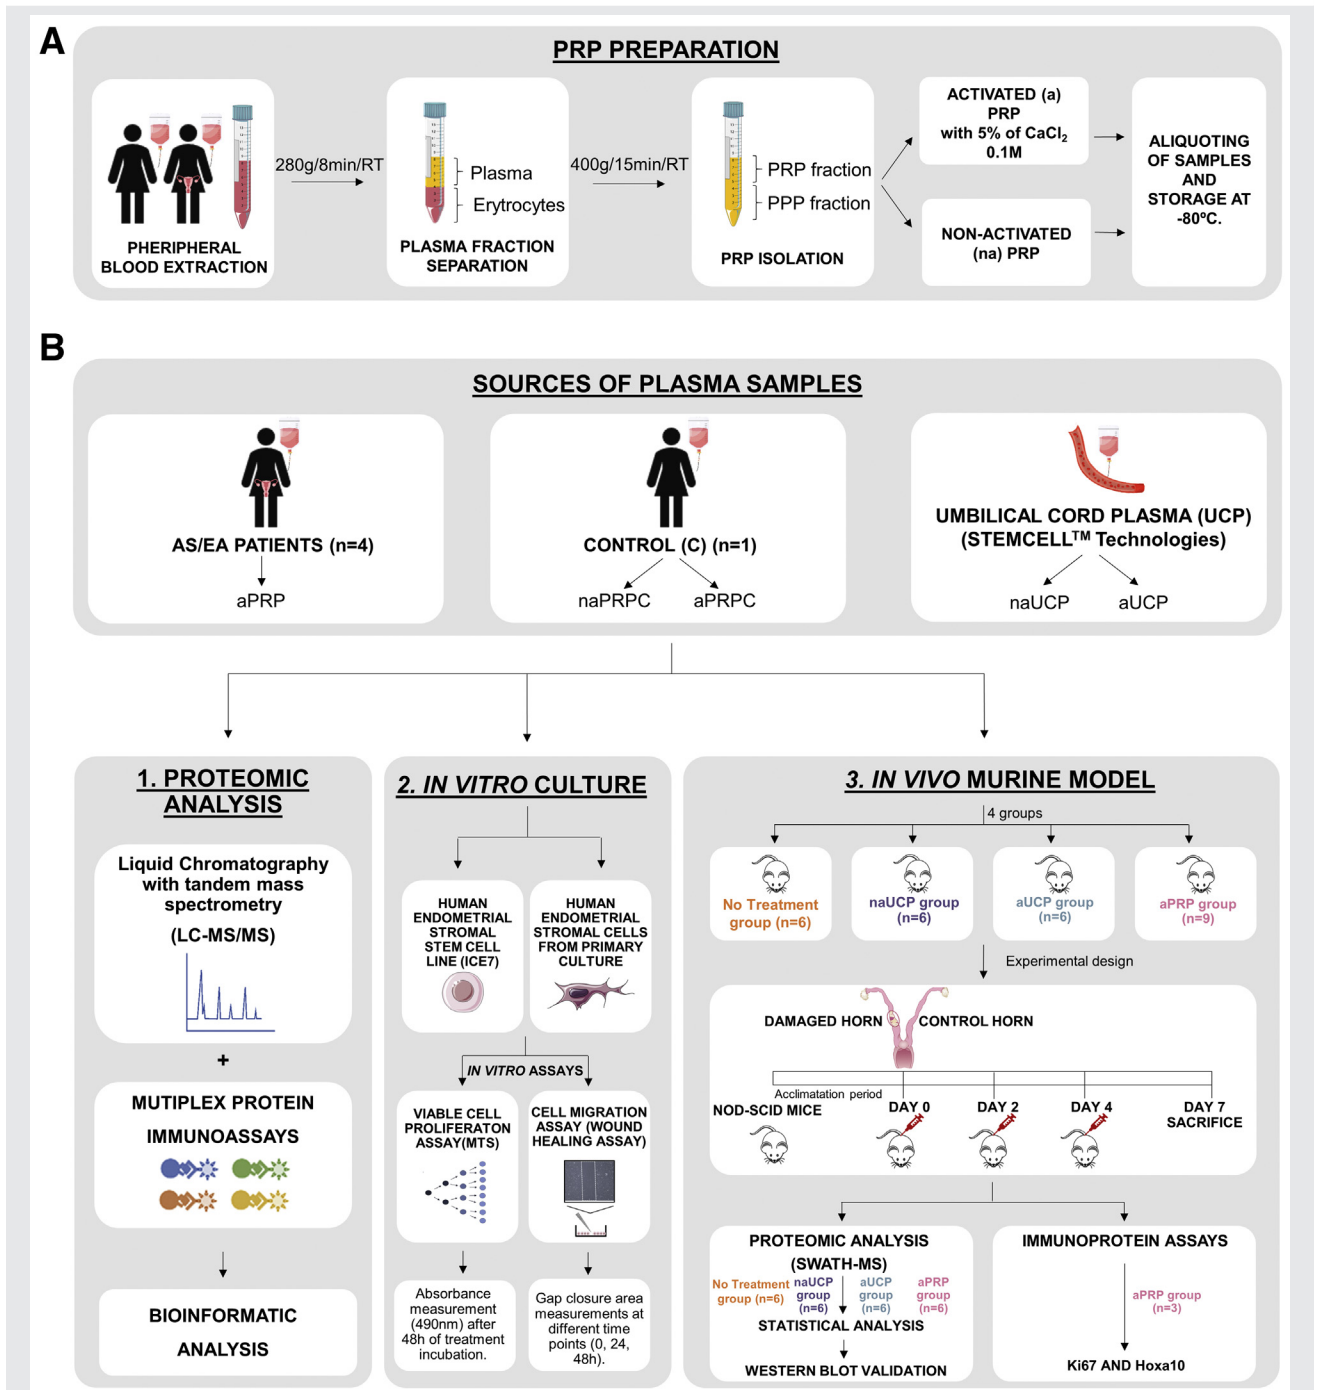 A
PRP PREPARATION
PHERIPHERAL
BLOOD EXTRACTION
280g/8min/RT
Plasma
Erytrocytes
PLASMA FRACTION
SEPARATION
400g/15min/RT
PRP fraction
PPP fraction
PRP ISOLATION
ACTIVATED (a)
PRP
with 5% of CaCl2
0.1M
NON-ACTIVATED
(na) PRP
ALIQUOTING
OF SAMPLES
AND
STORAGE AT
-80ºC.
B
SOURCES OF PLASMA SAMPLES
AS/EA PATIENTS (n=4)
aPRP
CONTROL (C) (n=1)
naPRPC aPRPC
UMBILICAL CORD PLASMA (UCP)
(STEMCELL™ Technologies)
naUCP aUCP
1. PROTEOMIC
ANALYSIS
Liquid Chromatography
with tandem mass
spectrometry
(LC-MS/MS)
+
MUTIPLEX PROTEIN
IMMUNOASSAYS
BIOINFORMATIC
ANALYSIS
2. IN VITRO CULTURE
HUMAN
ENDOMETRIAL
STROMAL
STEM CELL
LINE (ICE7)
HUMAN
ENDOMETRIAL
STROMAL CELLS
FROM PRIMARY
CULTURE
IN VITRO ASSAYS
VIABLE CELL
PROLIFERATON
ASSAY(MTS)
CELL MIGRATION
ASSAY (WOUND
HEALING ASSAY)
Absorbance
measurement
(490nm) after
48h of treatment
incubation.
Gap closure area
measurements at
different time
points (0, 24,
48h).
3. IN VIVO MURINE MODEL
4 groups
No Treatment
group (n=6)
naUCP group
(n=6)
aUCP group
(n=6)
aPRP group
(n=9)
Experimental design
DAMAGED HORN
CONTROL HORN
Acclimatation period
NOD-SCID MICE
DAY 0
DAY 2
DAY 4
DAY 7
SACRIFICE
PROTEOMIC ANALYSIS
(SWATH-MS)
No Treatment
group (n=6)
naUCP
group
(n=6)
aUCP
group
(n=6)
aPRP
group
(n=6)
STATISTICAL ANALYSIS
WESTERN BLOT VALIDATION
IMMUNOPROTEIN ASSAYS
aPRP group
(n=3)
Ki67 AND Hoxa10